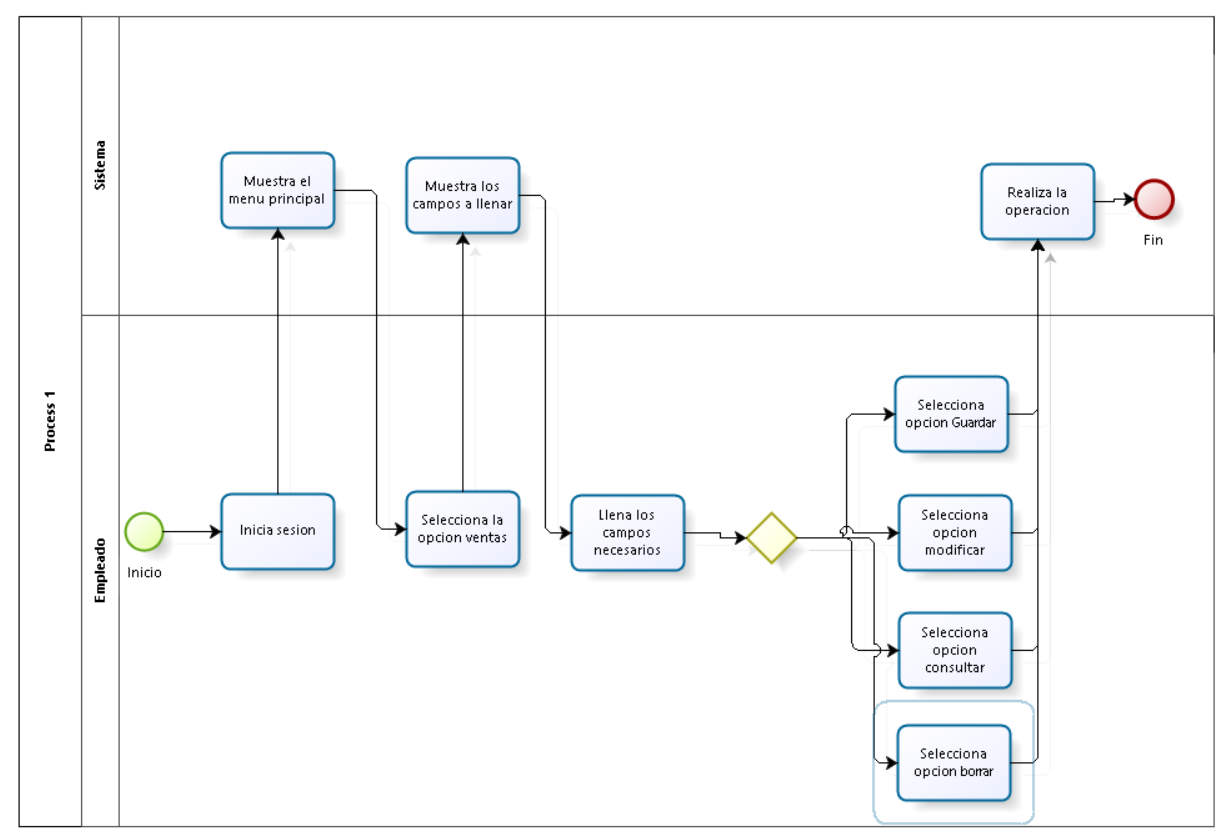 Process 1
Sistema
Muestra el
menu principal
Muestra los
campos a llenar
Realiza la
operacion
Fin
Empleado
Inicio
Inicia sesion
Selecciona la
opcion ventas
Llena los
campos
necesarios
Selecciona
opcion Guardar
Selecciona
opcion
modificar
Selecciona
opcion
consultar
Selecciona
opcion borrar